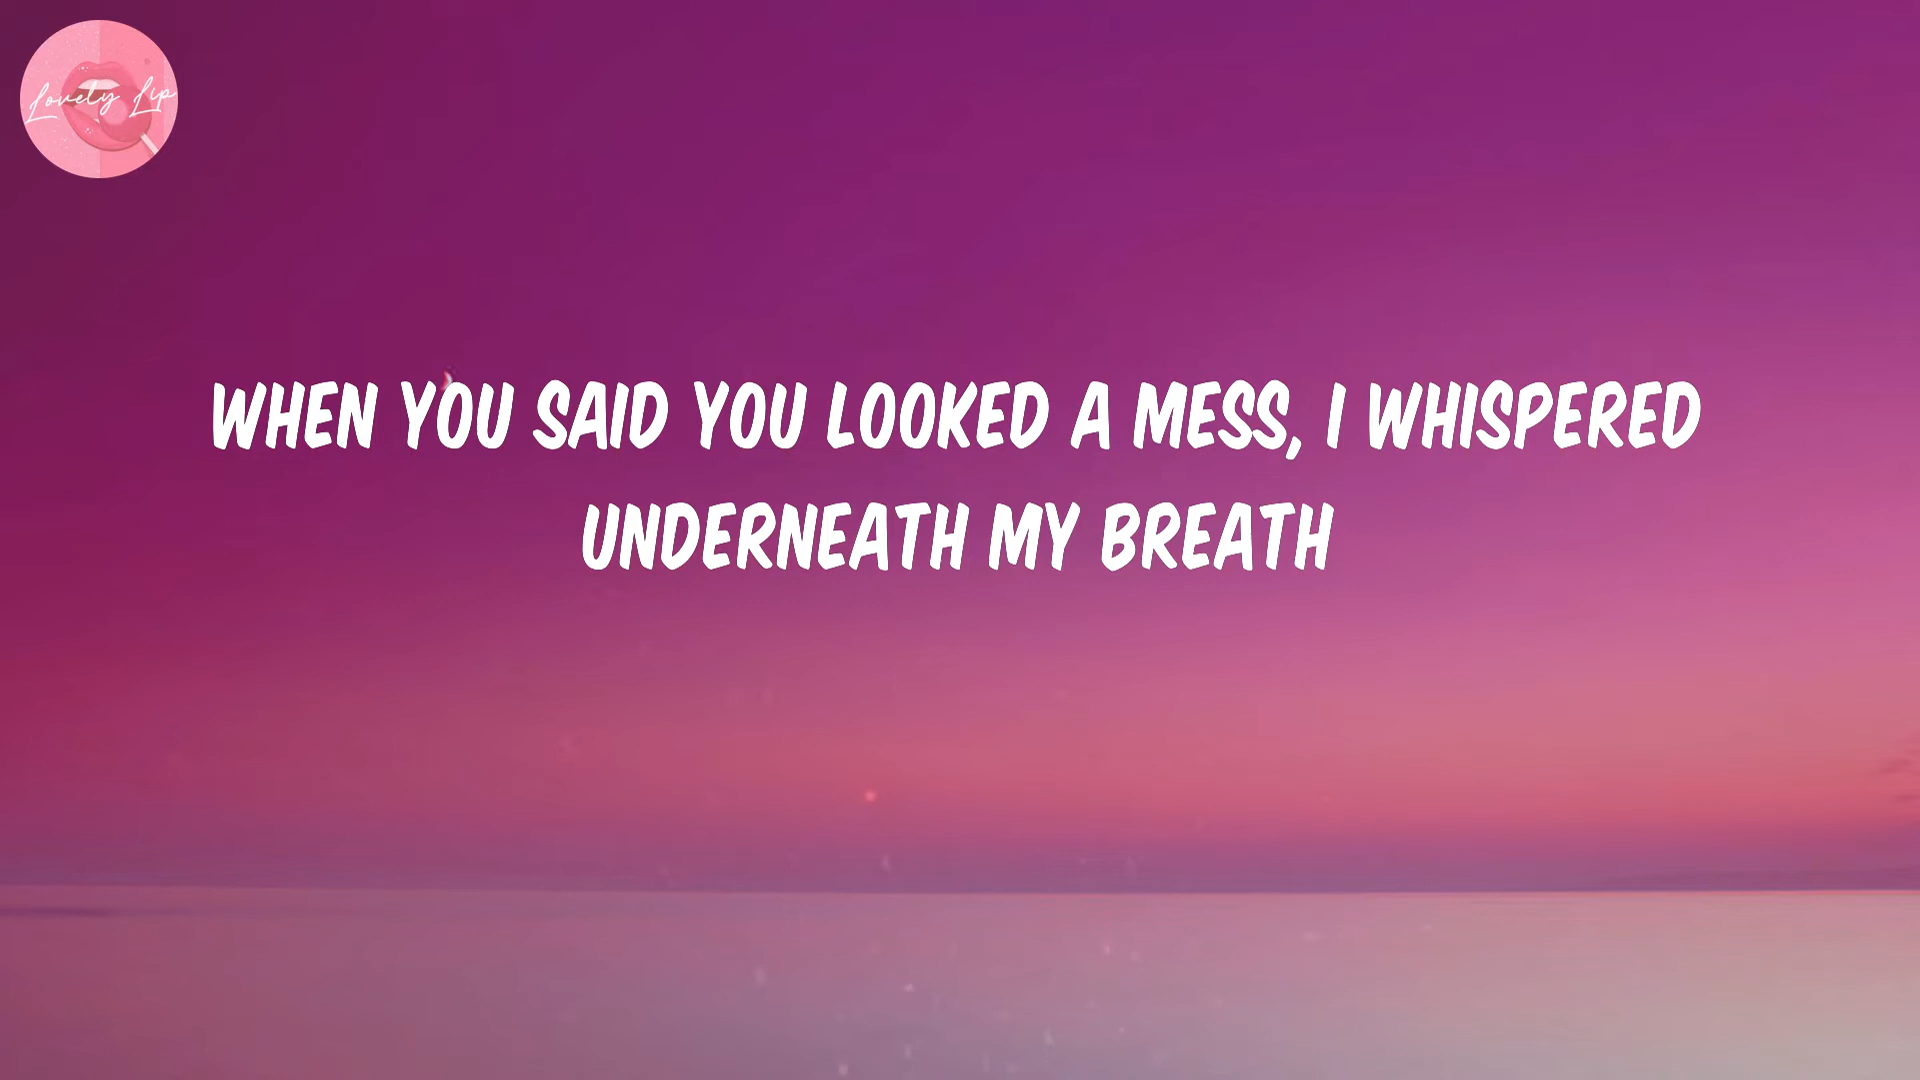 Lovely Lip
WHEN YOU SAID YOU LOOKED A MESS, I WHISPERED
UNDERNEATH MY BREATH